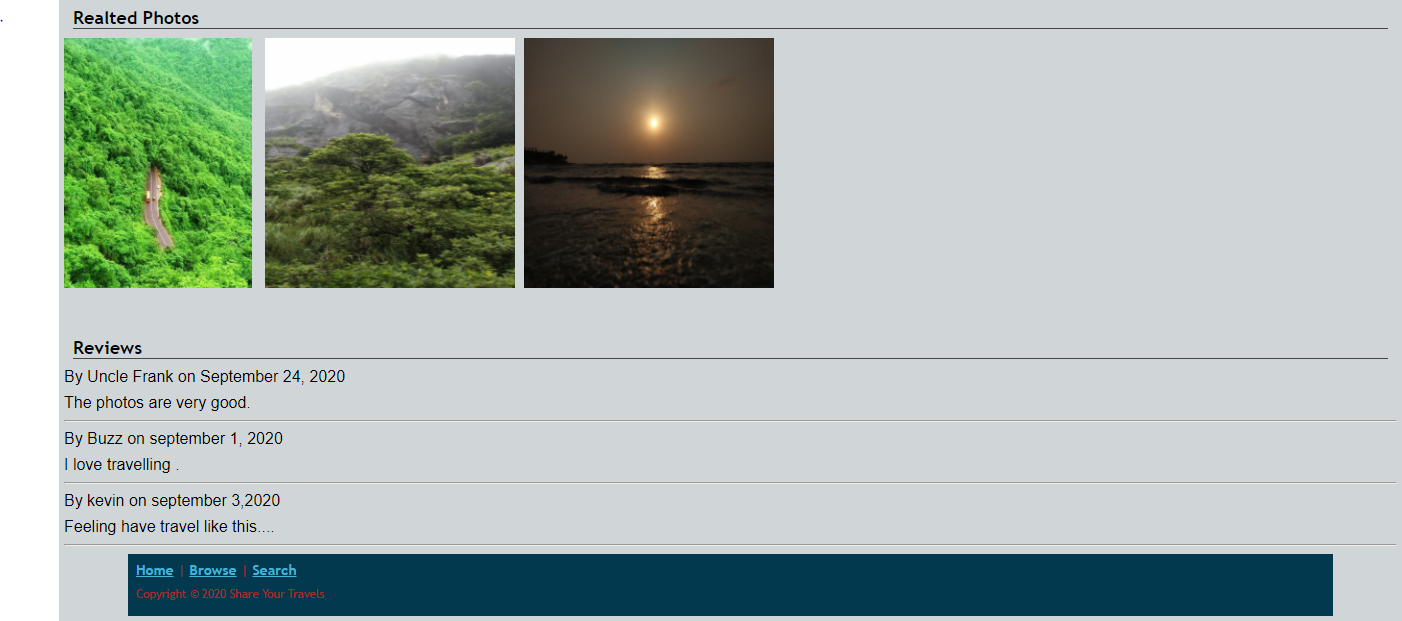 Realted Photos
Reviews
By Uncle Frank on September 24, 2020
The photos are very good.
By Buzz on september 1, 2020
I love travelling .
By kevin on september 3,2020
Feeling have travel like this....
Home | Browse | Search
Copyright © 2020 Share Your Travels